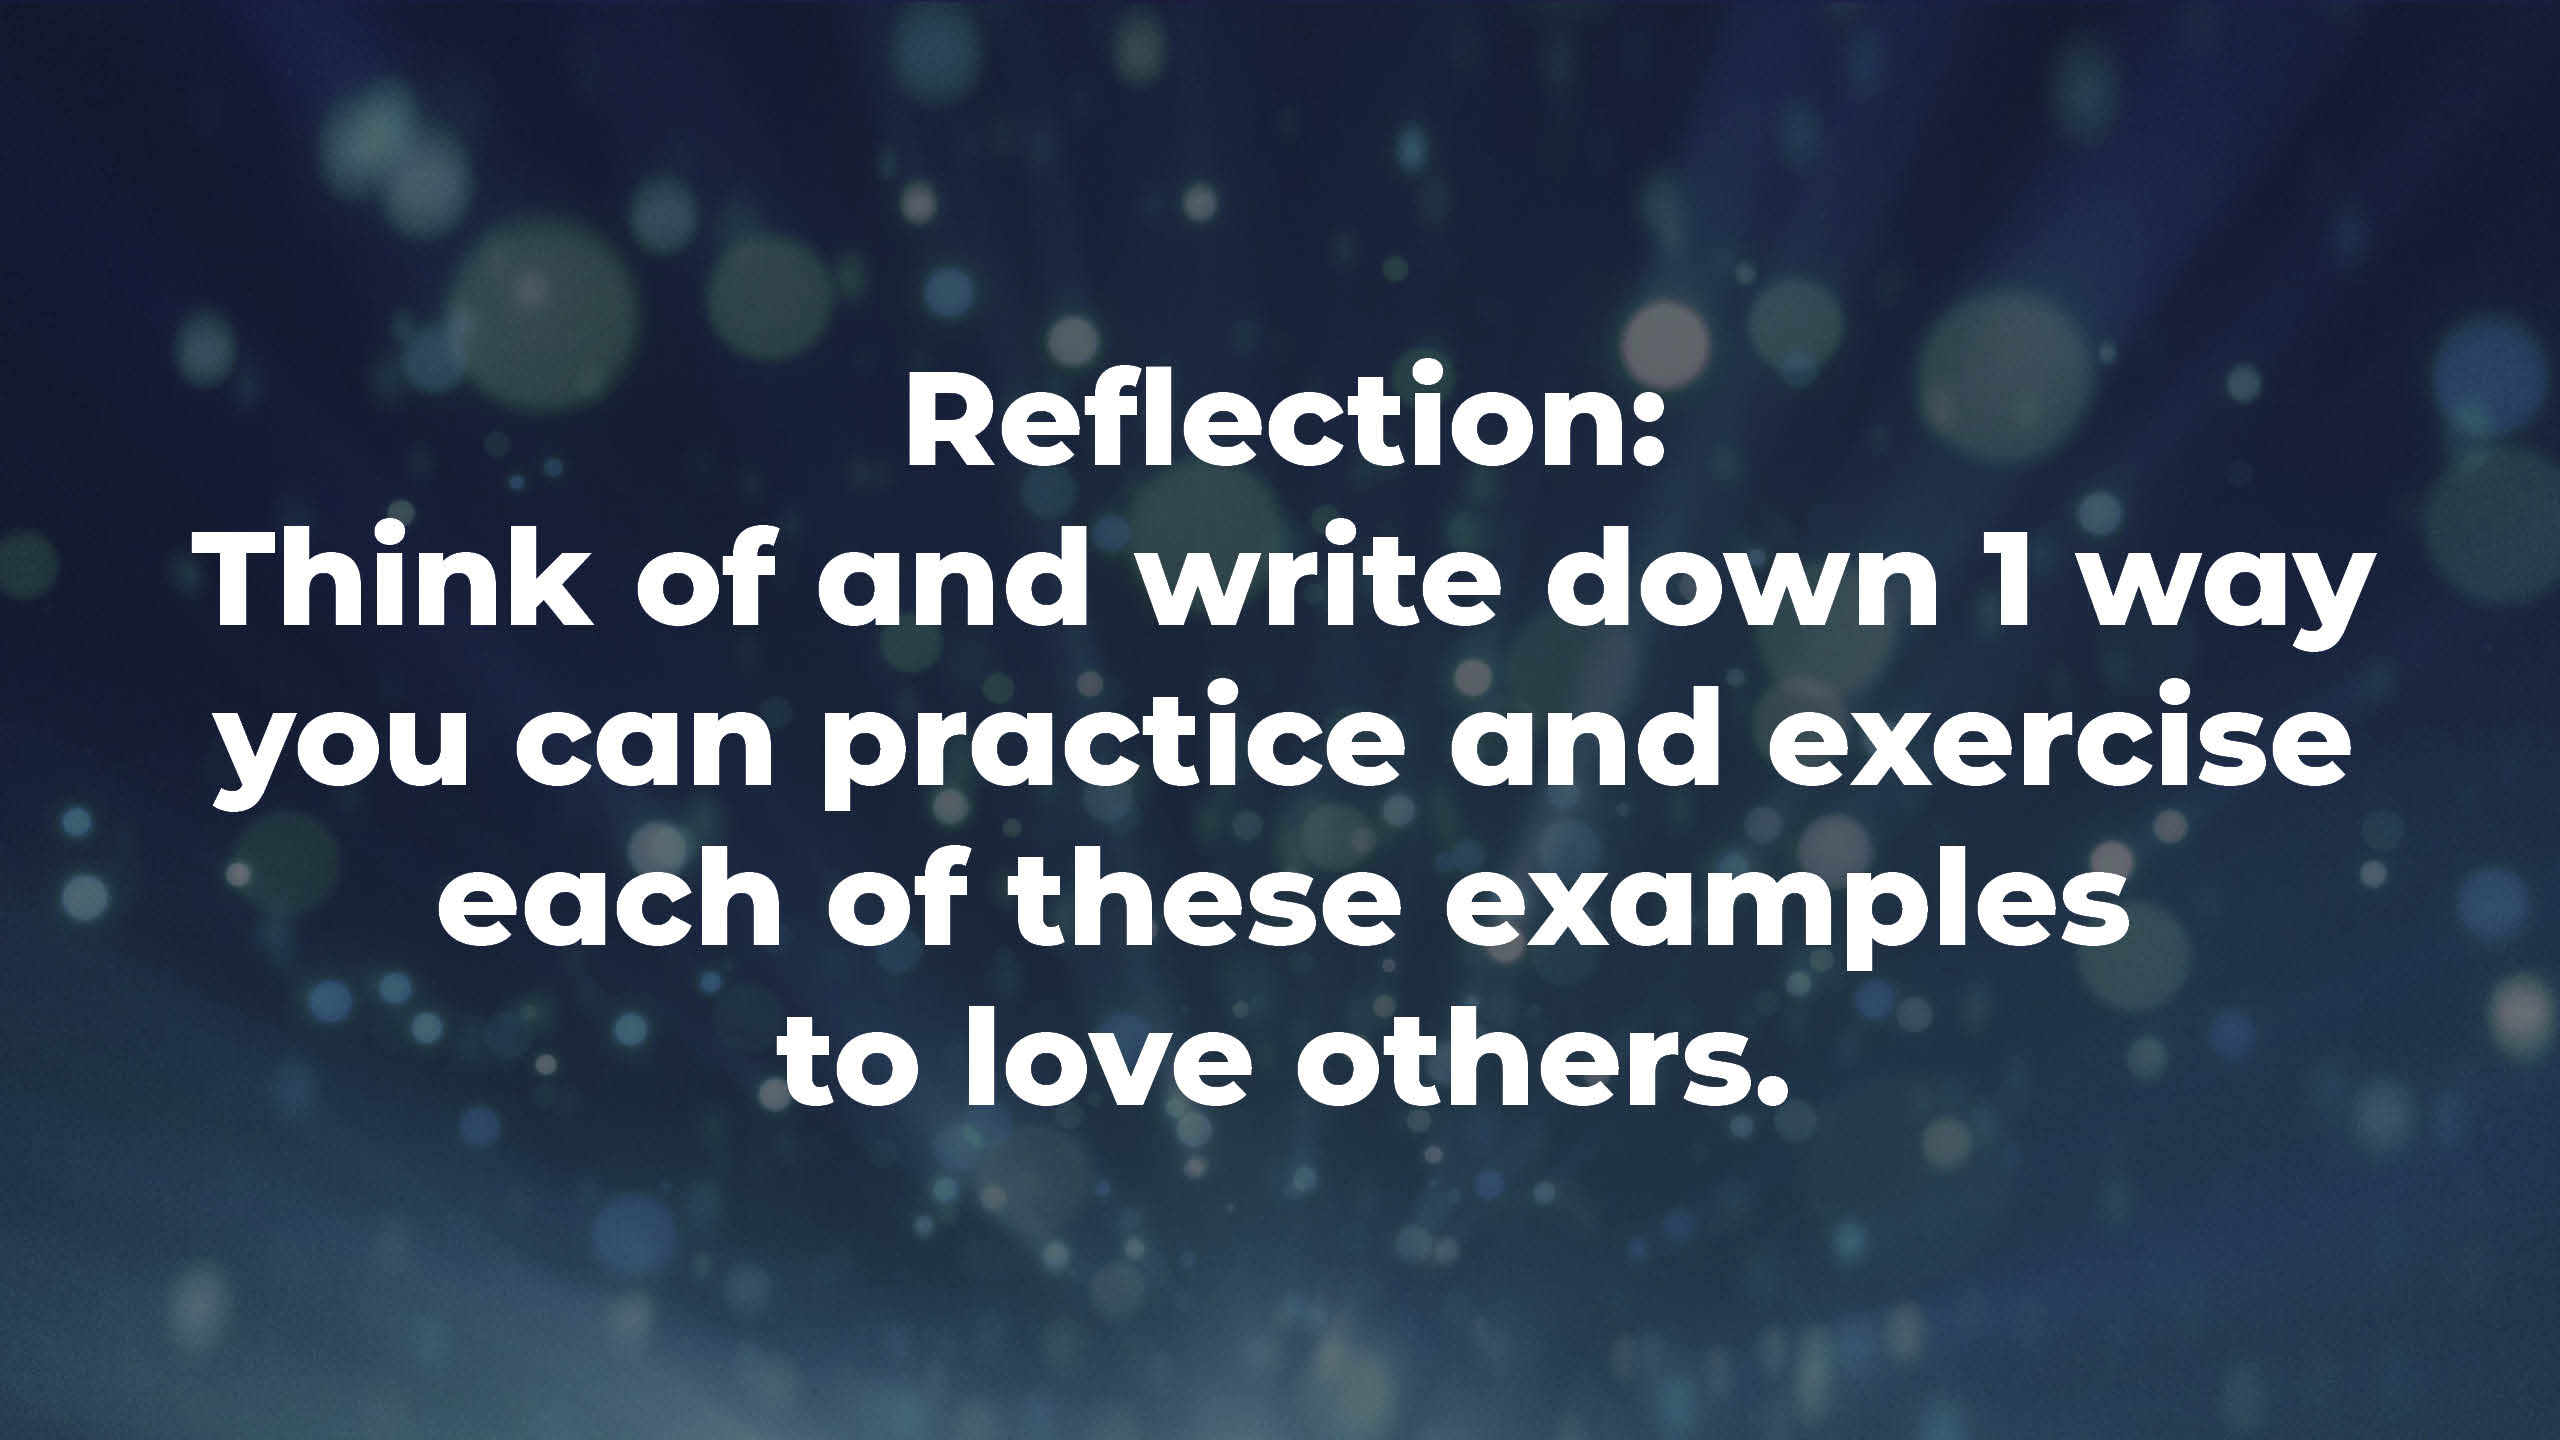 Reflection:
Think of and write down 1 way
you can practice and exercise
each of these examples
to love others.